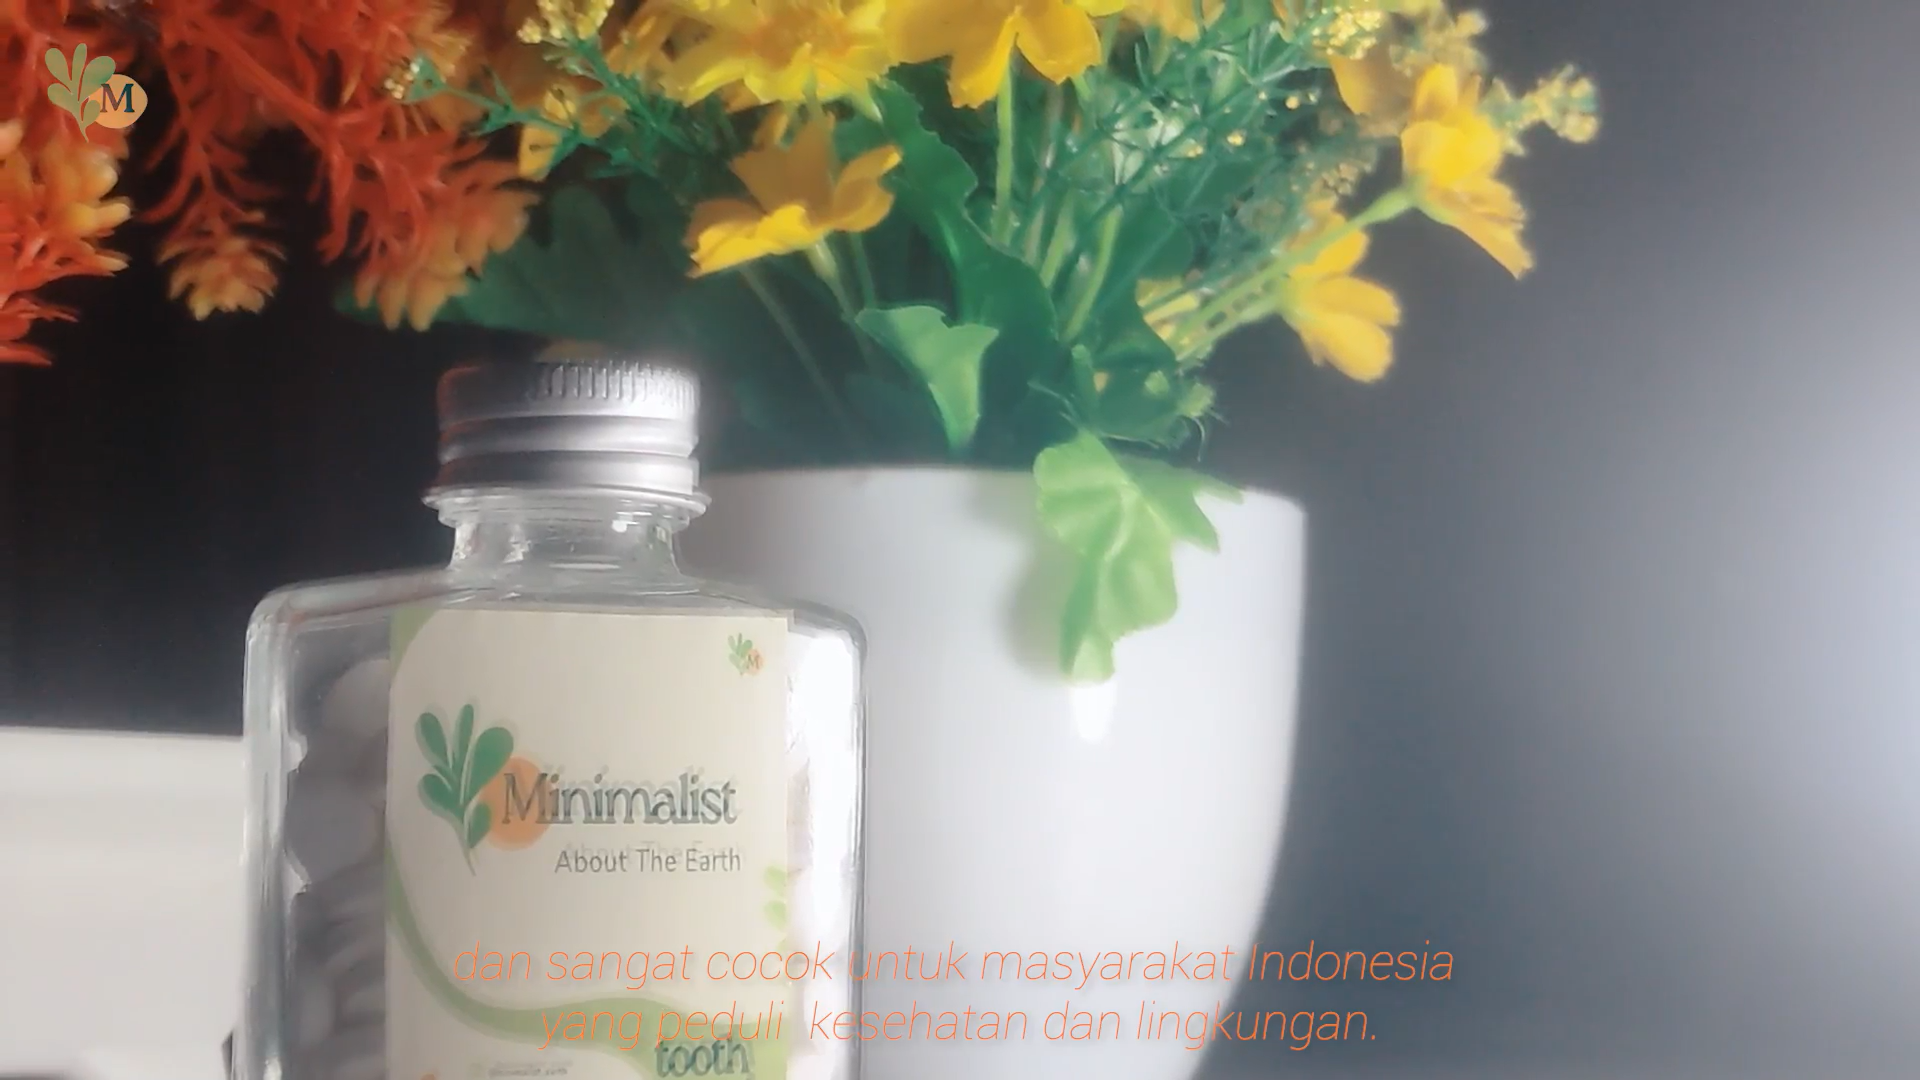 M
M
Minimalist
About The Earth
dan sangat cocok untuk masyarakat Indonesia
yang peduli kesehatan dan lingkungan.
tooth